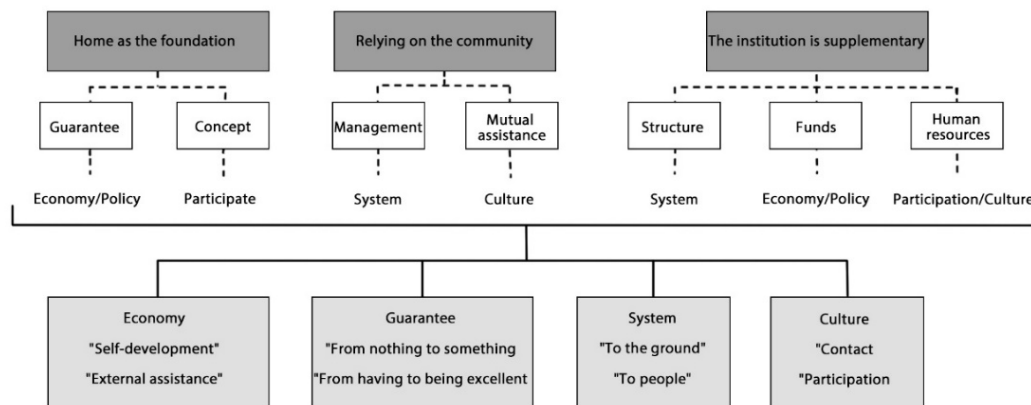 Home as the foundation
Relying on the community
The institution is supplementary
Guarantee
Concept
Management
Mutual
assistance
Structure
Funds
Human
resources
Economy/Policy
Participate
System
Culture
System
Economy/Policy
Participation/Culture
Economy
"Self-development"
"External assistance"
Guarantee
"From nothing to something
"From having to being excellent
System
"To the ground"
"To people"
Culture
"Contact
"Participation